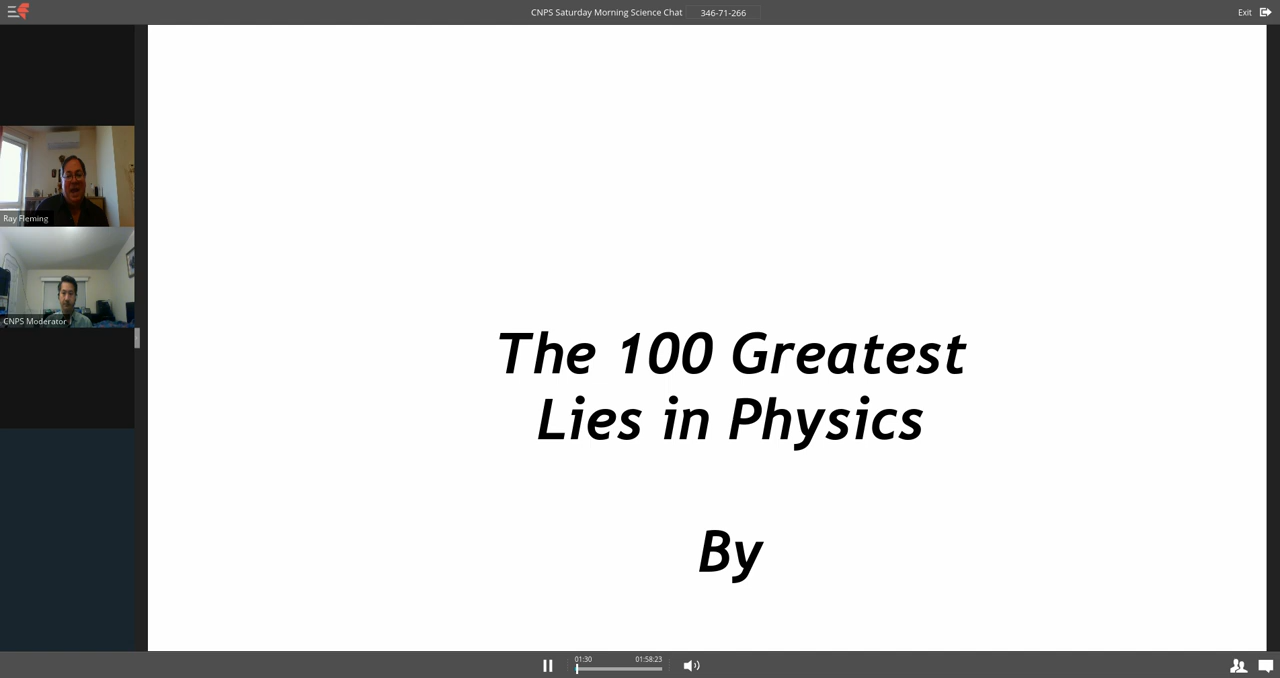 CNPS Saturday Morning Science Chat 346-71-266
Exit
Ray Fleming
CNPS Moderator
The 100 Greatest
Lies in Physics
By
01:30 01:58:23